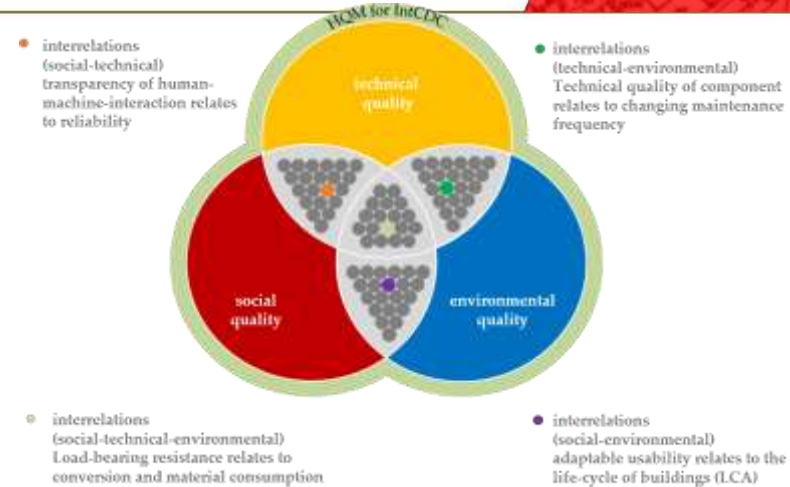 HQM for IntCDC
interrelations
(social-technical)
transparency of human-
machine-interaction relates
to reliability
interrelations
(technical-environmental)
Technical quality of component
relates to changing maintenance
frequency
technical
quality
social
quality
environmental
quality
interrelations
(social-technical-environmental)
Load-bearing resistance relates to
conversion and material consumption
interrelations
(social-environmental)
adaptable usability relates to the
life-cycle of buildings (LCA)